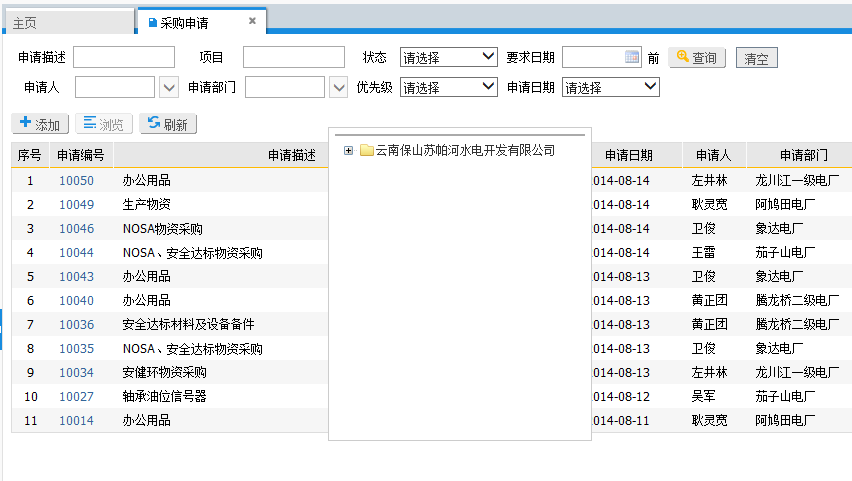 主页 采购申请
申请描述 项目 状态 请选择 要求日期 前 查询 清空
申请人 申请部门 优先级 请选择 申请日期 请选择
添加 浏览 刷新
序号 申请编号 申请描述 申请日期 申请人 申请部门
云南保山苏帕河水电开发有限公司
1 10050 办公用品 014-08-14 左井林 龙川江一级电厂
2 10049 生产物资 014-08-14 耿灵宽 阿鸠田电厂
3 10046 NOSA物资采购 014-08-14 卫俊 象达电厂
4 10044 NOSA、安全达标物资采购 014-08-14 王雷 茄子山电厂
5 10043 办公用品 014-08-13 卫俊 象达电厂
6 10040 办公用品 014-08-13 黄正团 腾龙桥二级电厂
7 10036 安全达标材料及设备备件 014-08-13 黄正团 腾龙桥二级电厂
8 10035 NOSA、安全达标物资采购 014-08-13 卫俊 象达电厂
9 10034 安健环物资采购 014-08-13 左井林 龙川江一级电厂
10 10027 轴承油位信号器 014-08-12 吴军 茄子山电厂
11 10014 办公用品 014-08-11 耿灵宽 阿鸠田电厂